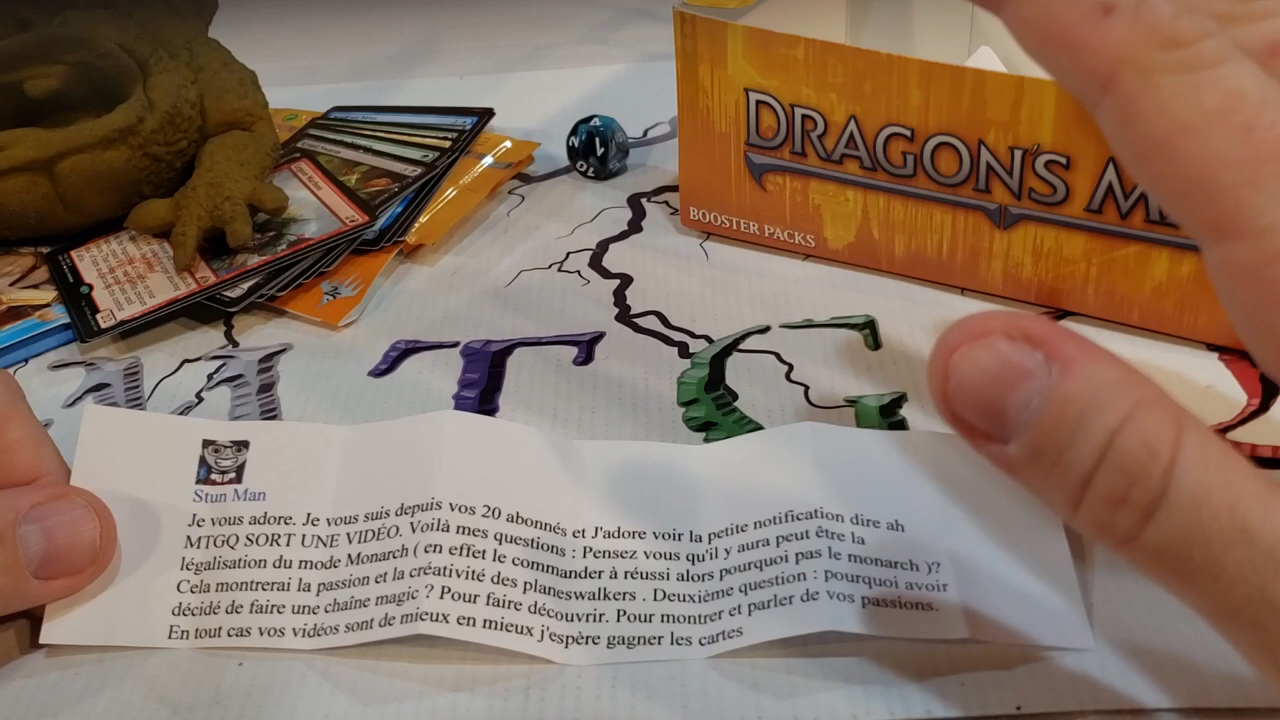 DRAGON'S M
BOOSTER PACKS
M T G
Stun Man
Je vous adore. Je vous suis depuis vos 20 abonnés et J'adore voir la petite notification dire ah
MTGQ SORT UNE VIDÉO. Voilà mes questions : Pensez vous qu'il y aura peut être la
légalisation du mode Monarch ( en effet le commander à réussi alors pourquoi pas le monarch )?
Cela montrerai la passion et la créativité des planeswalkers . Deuxième question : pourquoi avoir
décidé de faire une chaîne magic ? Pour faire découvrir. Pour montrer et parler de vos passions.
En tout cas vos vidéos sont de mieux en mieux j'espère gagner les cartes